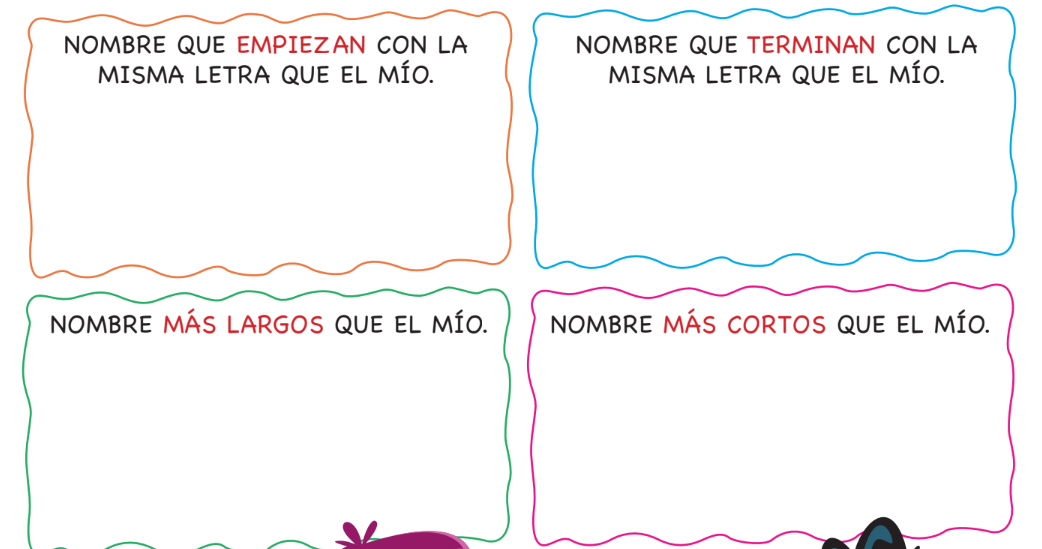 NOMBRE QUE EMPIEZAN CON LA
MISMA LETRA QUE EL MÍO.
NOMBRE QUE TERMINAN CON LA
MISMA LETRA QUE EL MÍO.
NOMBRE MÁS LARGOS QUE EL MÍO.
NOMBRE MÁS CORTOS QUE EL MÍO.